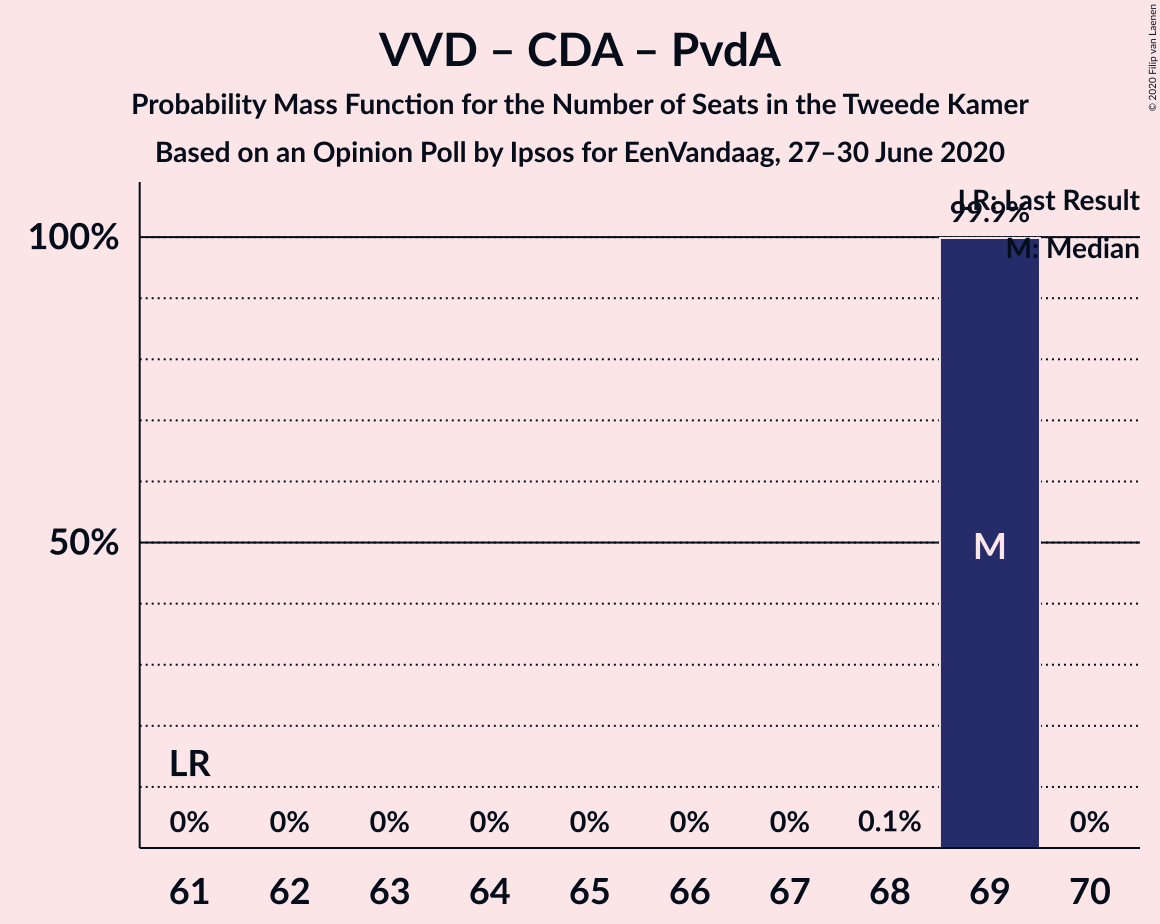 VVD – CDA – PvdA
Probability Mass Function for the Number of Seats in the Tweede Kamer
Based on an Opinion Poll by Ipsos for EenVandaag, 27–30 June 2020
© 2020 Filip van Laenen
LR: Last Result
99.9%
M: Median
100%
50%
M
LR
0% 0% 0% 0% 0% 0% 0% 0.1% 0%
61 62 63 64 65 66 67 68 69 70